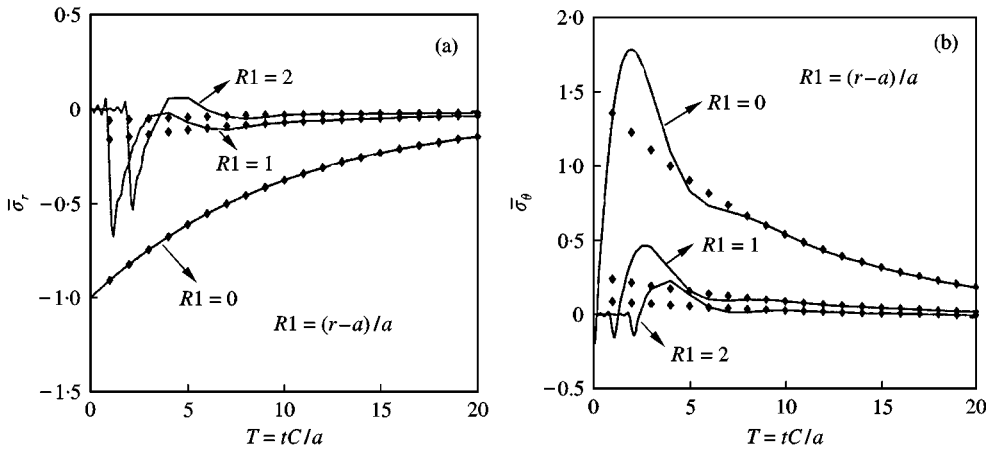 0·5
0
−0·5
−1·0
−1·5
σ̅r
(a)
R1 = 2
R1 = 1
R1 = 0
R1 = (r−a)/a
0 5 10 15 20
T = tC/a
2·0
1·5
1·0
0·5
0·0
−0.5
σ̅θ
(b)
R1 = (r−a)/a
R1 = 0
R1 = 1
R1 = 2
0 5 10 15 20
T = tC/a